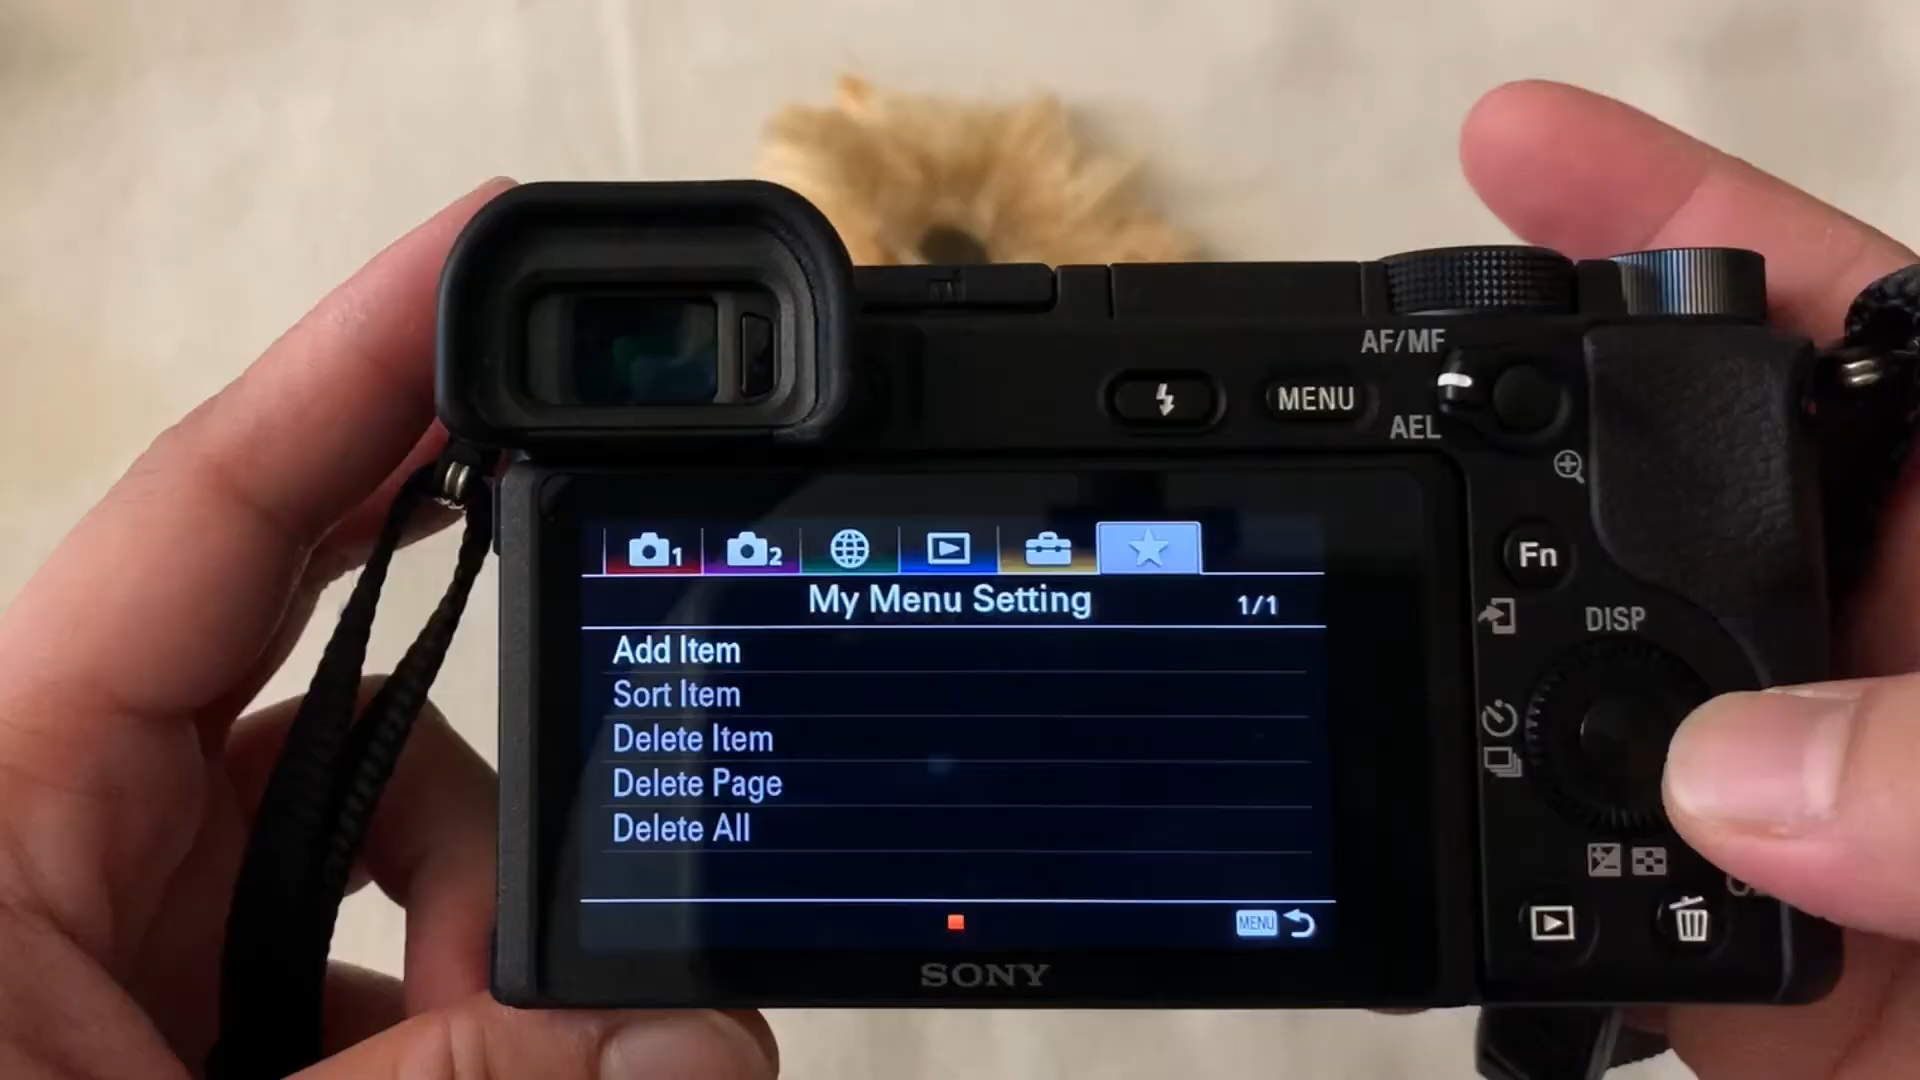 AF/MF
MENU
AEL
1
2
My Menu Setting 1/1
Add Item
Sort Item
Delete Item
Delete Page
Delete All
MENU
Fn
DISP
SONY